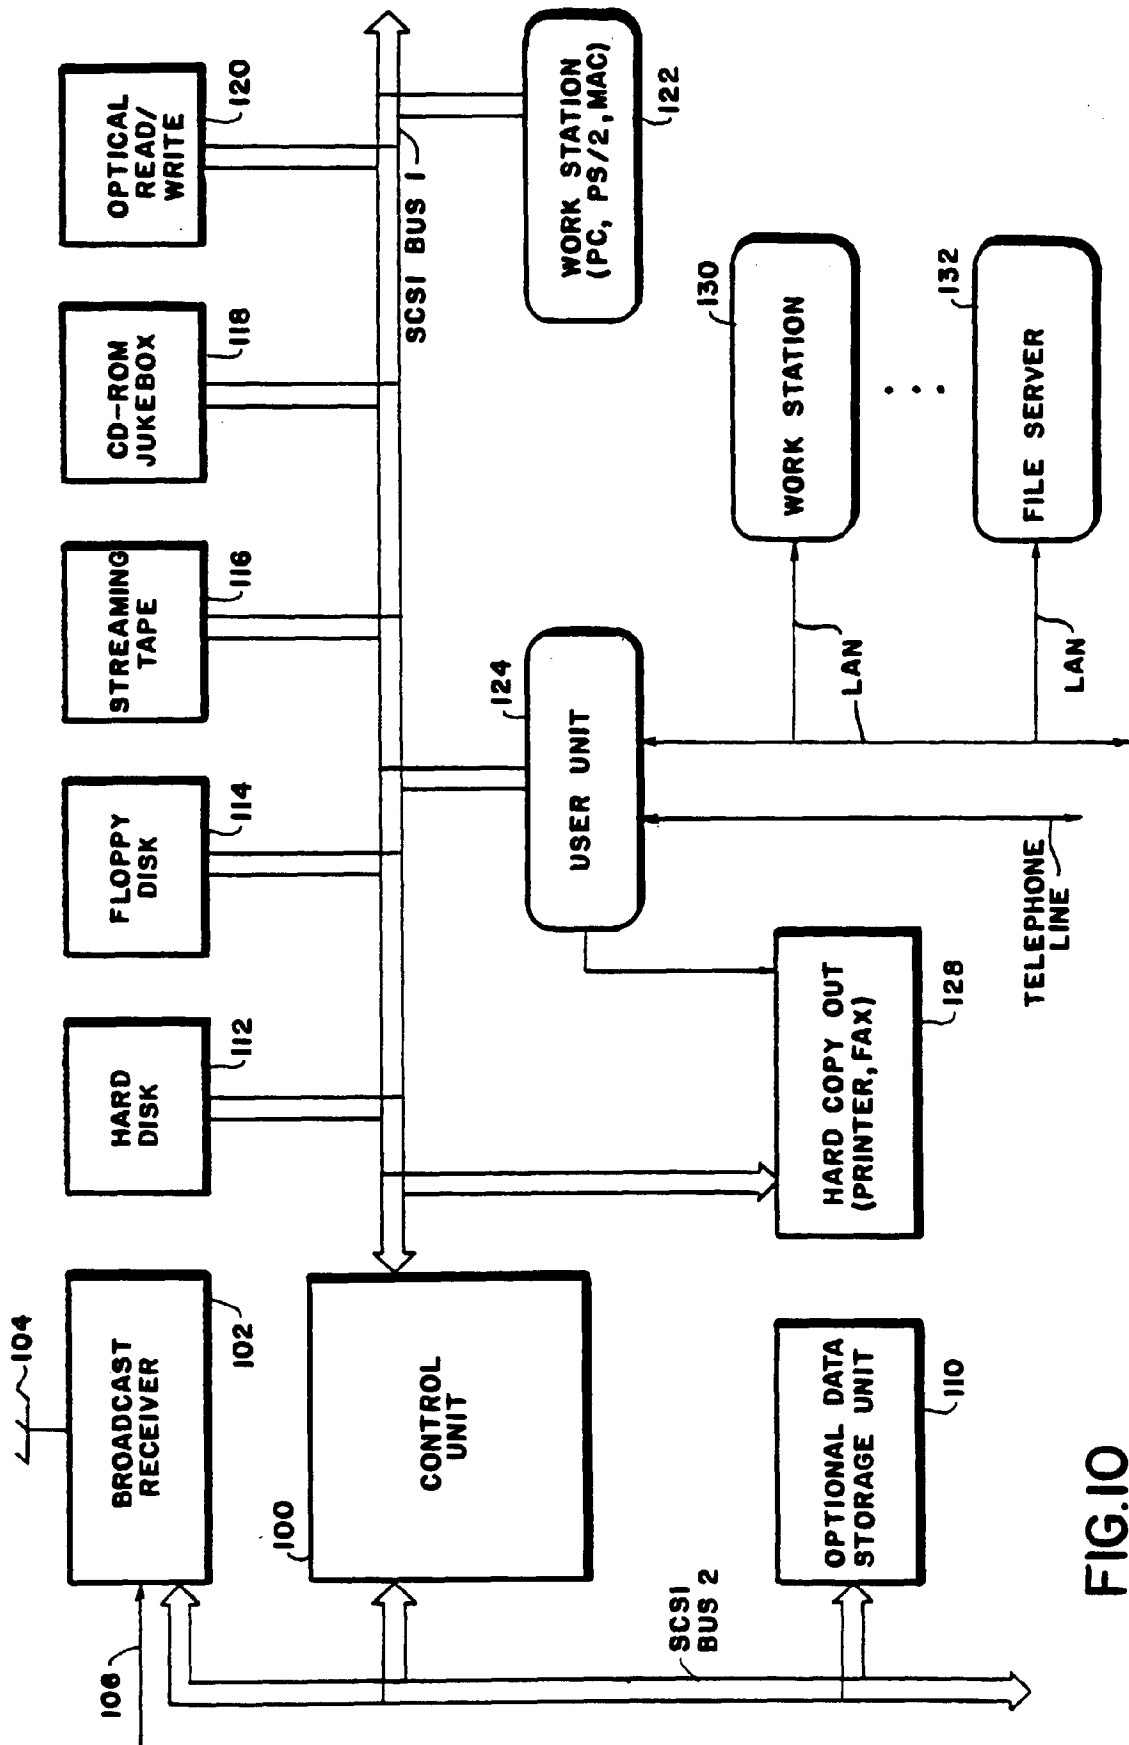 104
106
BROADCAST
RECEIVER
102
HARD
DISK
112
FLOPPY
DISK
114
STREAMING
TAPE
116
CD-ROM
JUKEBOX
118
OPTICAL
READ/
WRITE
120
100
CONTROL
UNIT
SCSI BUS 1
SCSI
BUS 2
OPTIONAL DATA
STORAGE UNIT
110
HARD COPY OUT
(PRINTER, FAX)
128
USER UNIT
124
WORK STATION
(PC, PS/2, MAC)
122
TELEPHONE
LINE
LAN
LAN
WORK STATION
130
FILE SERVER
132
FIG.10